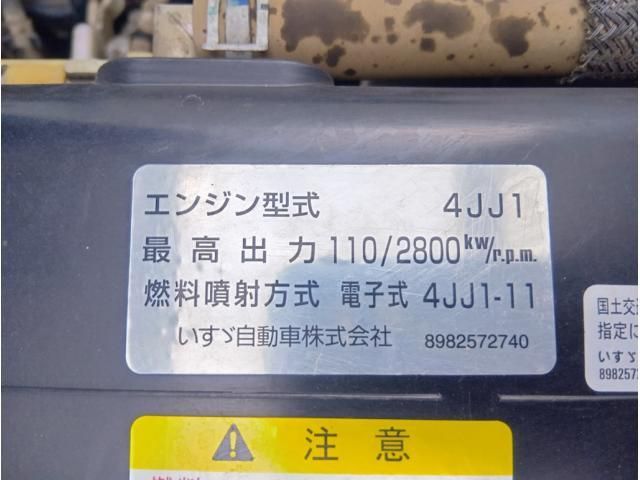 エンジン型式 4JJ1
最高出力 110/2800kw/r.p.m.
燃料噴射方式 電子式 4JJ1-11
いすゞ自動車株式会社 8982572740
国土交
指定に
いすゞ
898257
注意